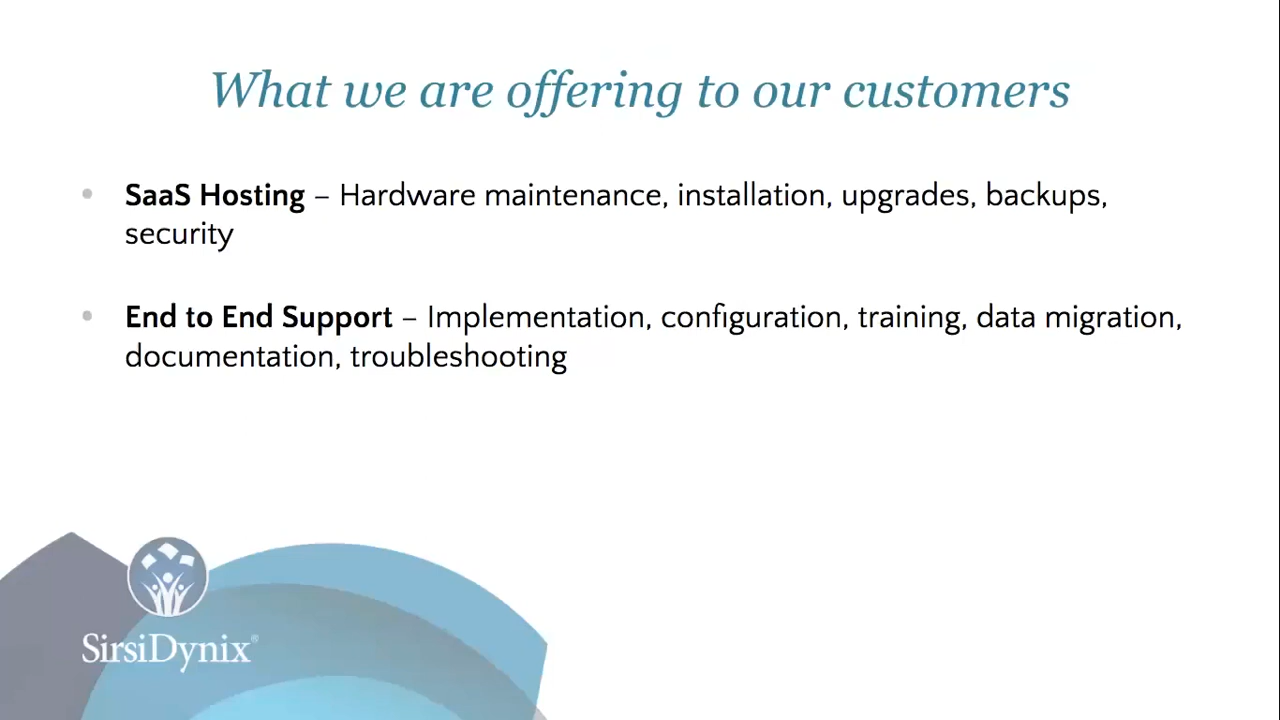 What we are offering to our customers
• SaaS Hosting – Hardware maintenance, installation, upgrades, backups,
security
• End to End Support – Implementation, configuration, training, data migration,
documentation, troubleshooting
SirsiDynix®